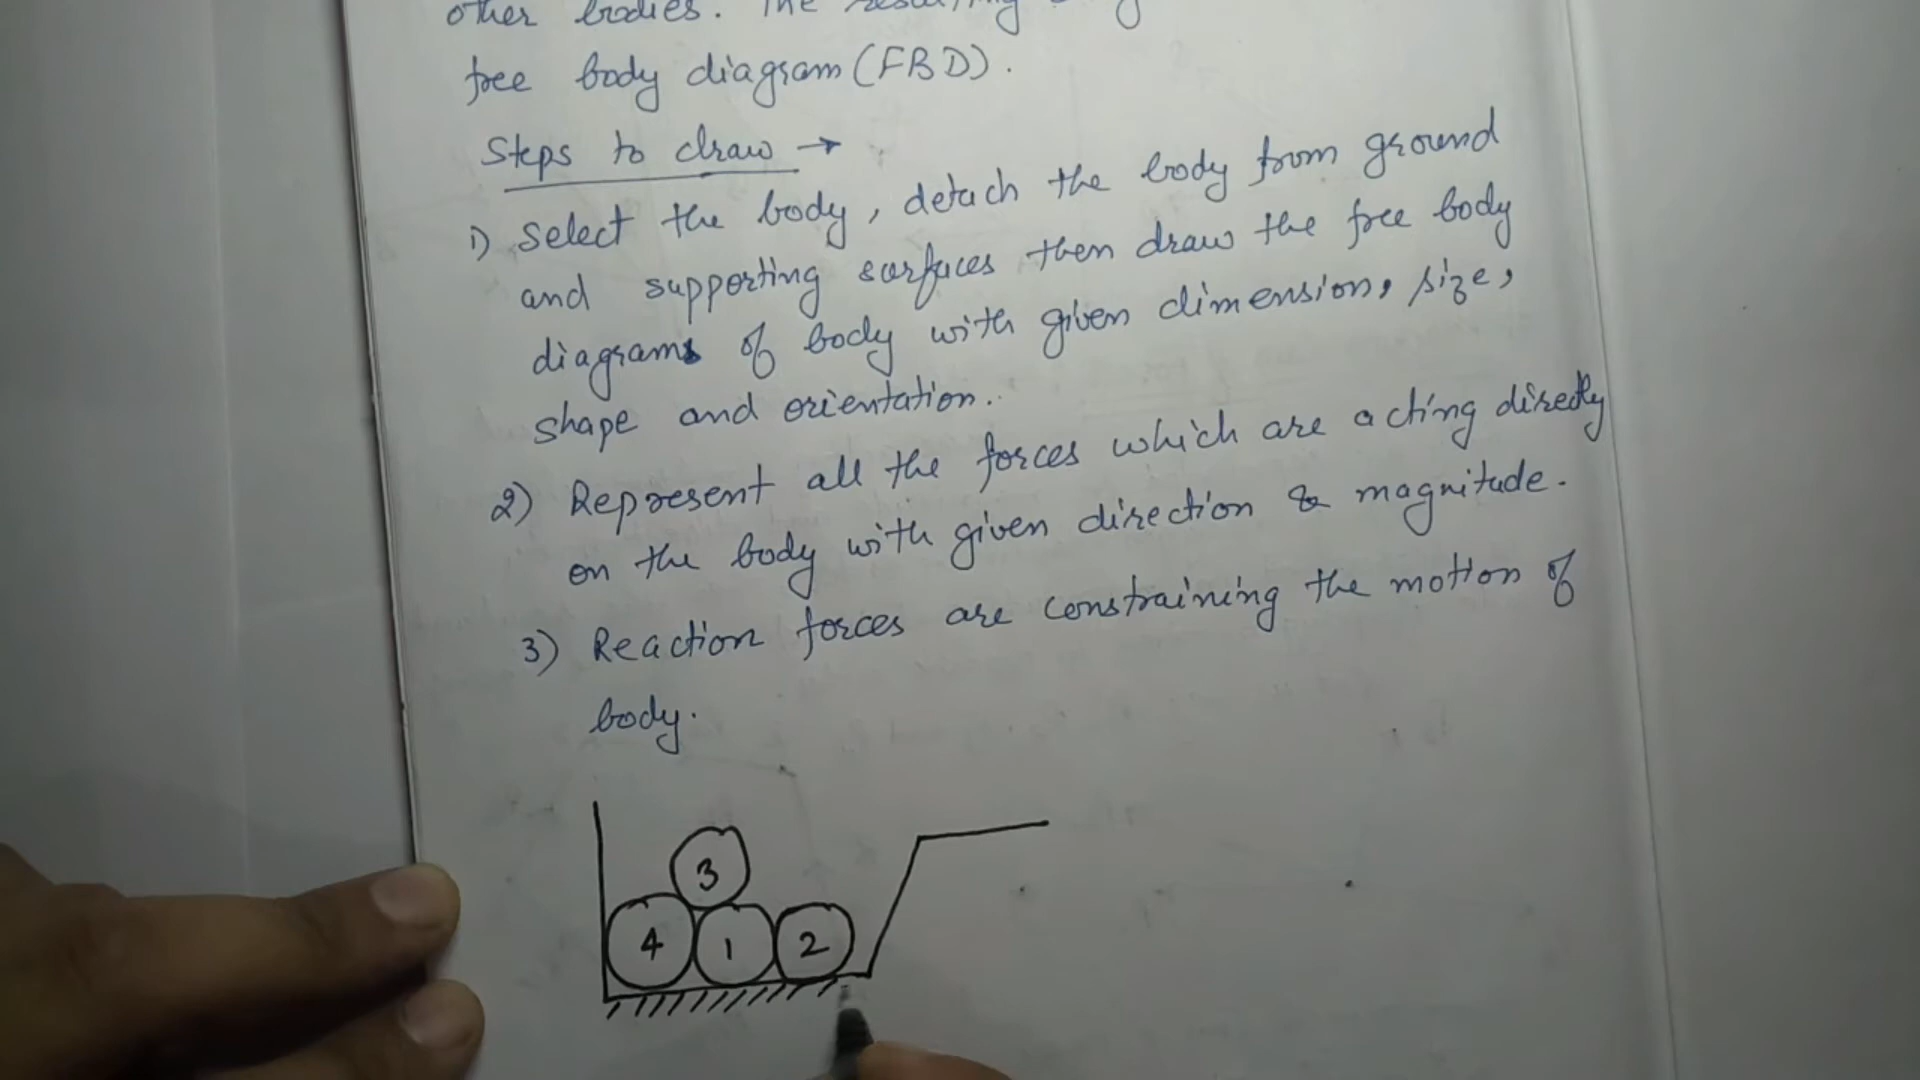 other bodies. The
free body diagram (FBD).
Steps to draw →
1) Select the body, detach the body from ground
and supporting surfaces then draw the free body
diagrams of body with given dimension, size,
shape and orientation.
2) Represent all the forces which are acting directly
on the body with given direction & magnitude.
3) Reaction forces are constraining the motion of
body.
3
4 1 2